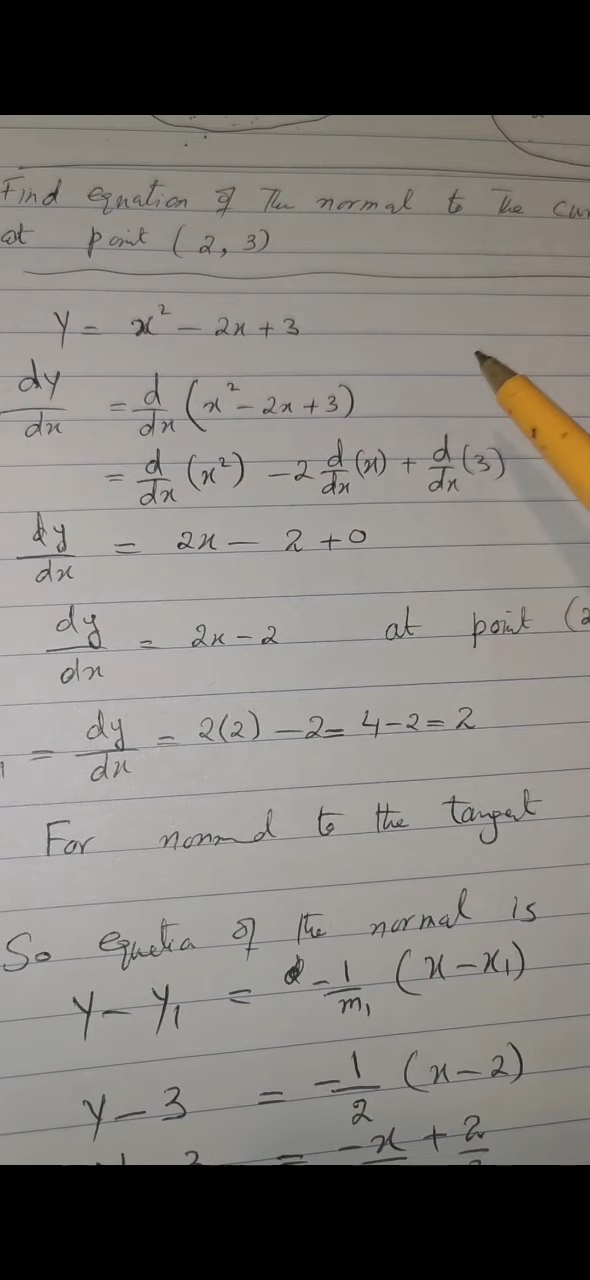 Find equation of The normal to The
at point (2, 3)
y = x² - 2x + 3
dy/dx = d/dx (x² - 2x + 3)
= d/dx (x²) - 2 d/dx (x) + d/dx (3)
dy/dx = 2x - 2 + 0
dy/dx = 2x - 2 at point (2
= dy/dx = 2(2) - 2 = 4 - 2 = 2
For normal to the tangent
So equation of the normal is
y - y₁ = -1/m₁ (x - x₁)
y - 3 = -1/2 (x - 2)
= -x + 2